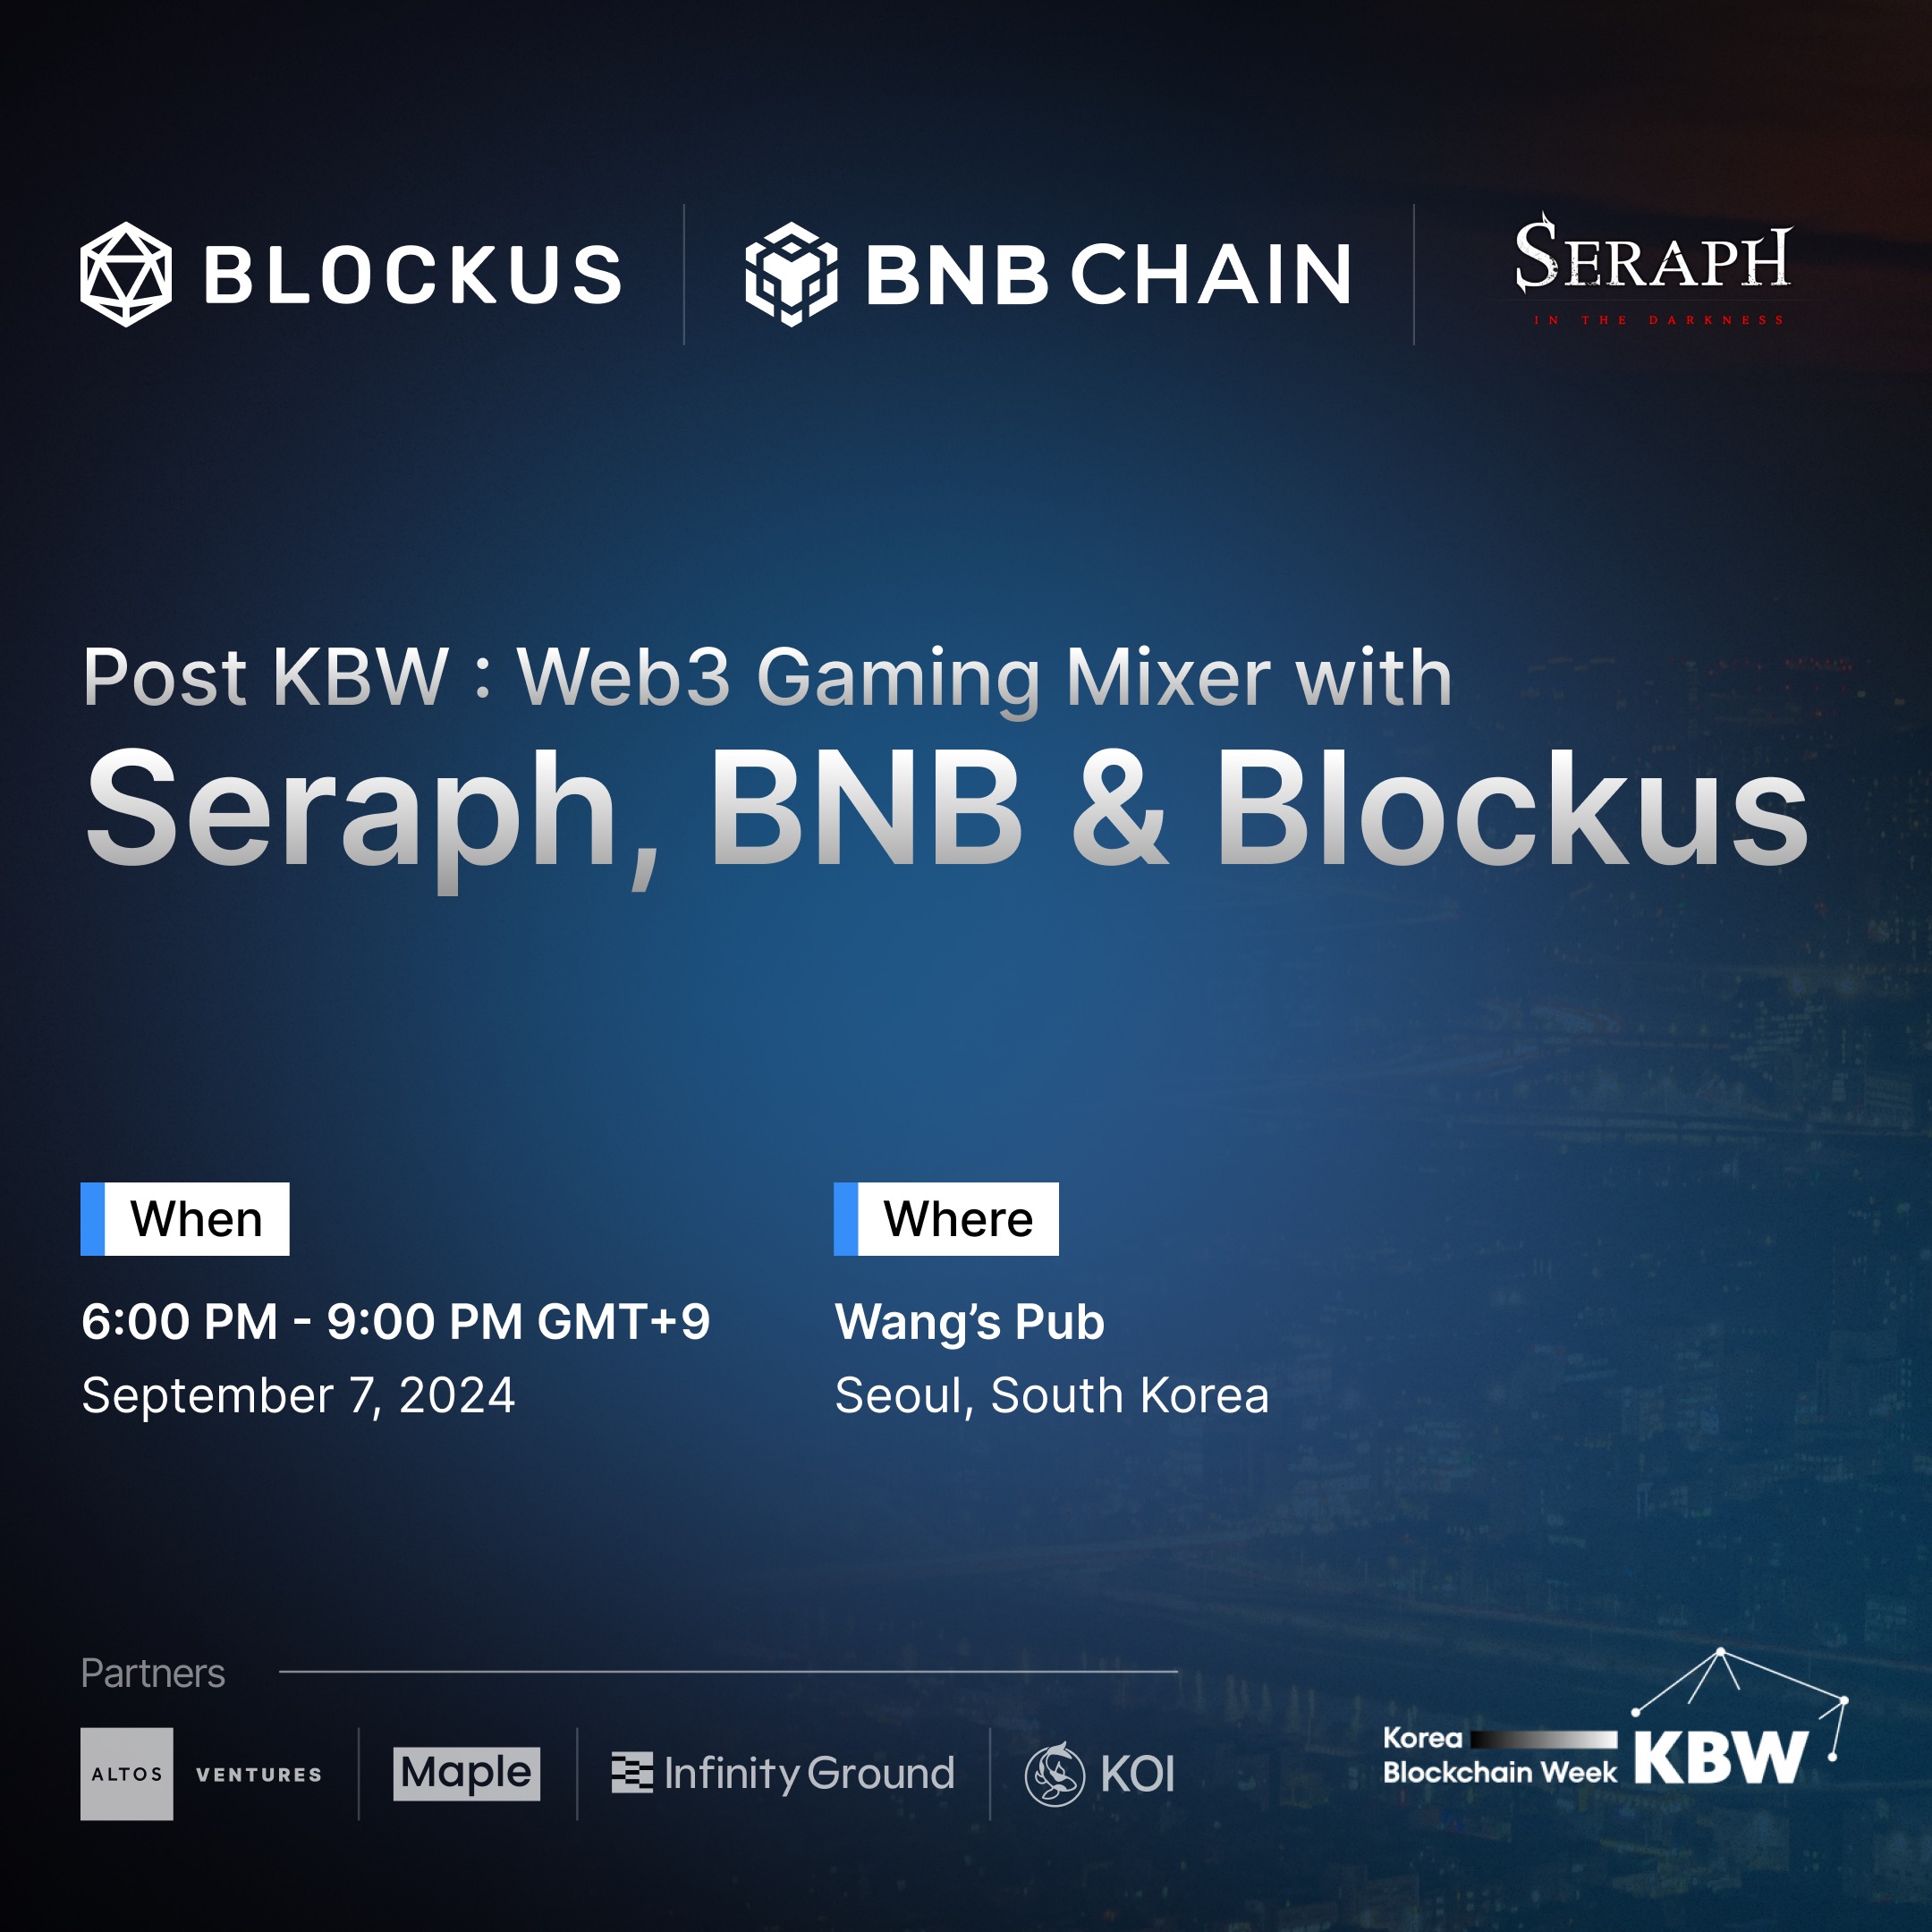 BLOCKUS
BNB CHAIN
SERAPH
IN THE DARKNESS
Post KBW : Web3 Gaming Mixer with
Seraph, BNB & Blockus
When
6:00 PM - 9:00 PM GMT+9
September 7, 2024
Where
Wang’s Pub
Seoul, South Korea
Partners
ALTOS VENTURES
Maple
Infinity Ground
KOI
Korea
Blockchain Week
KBW